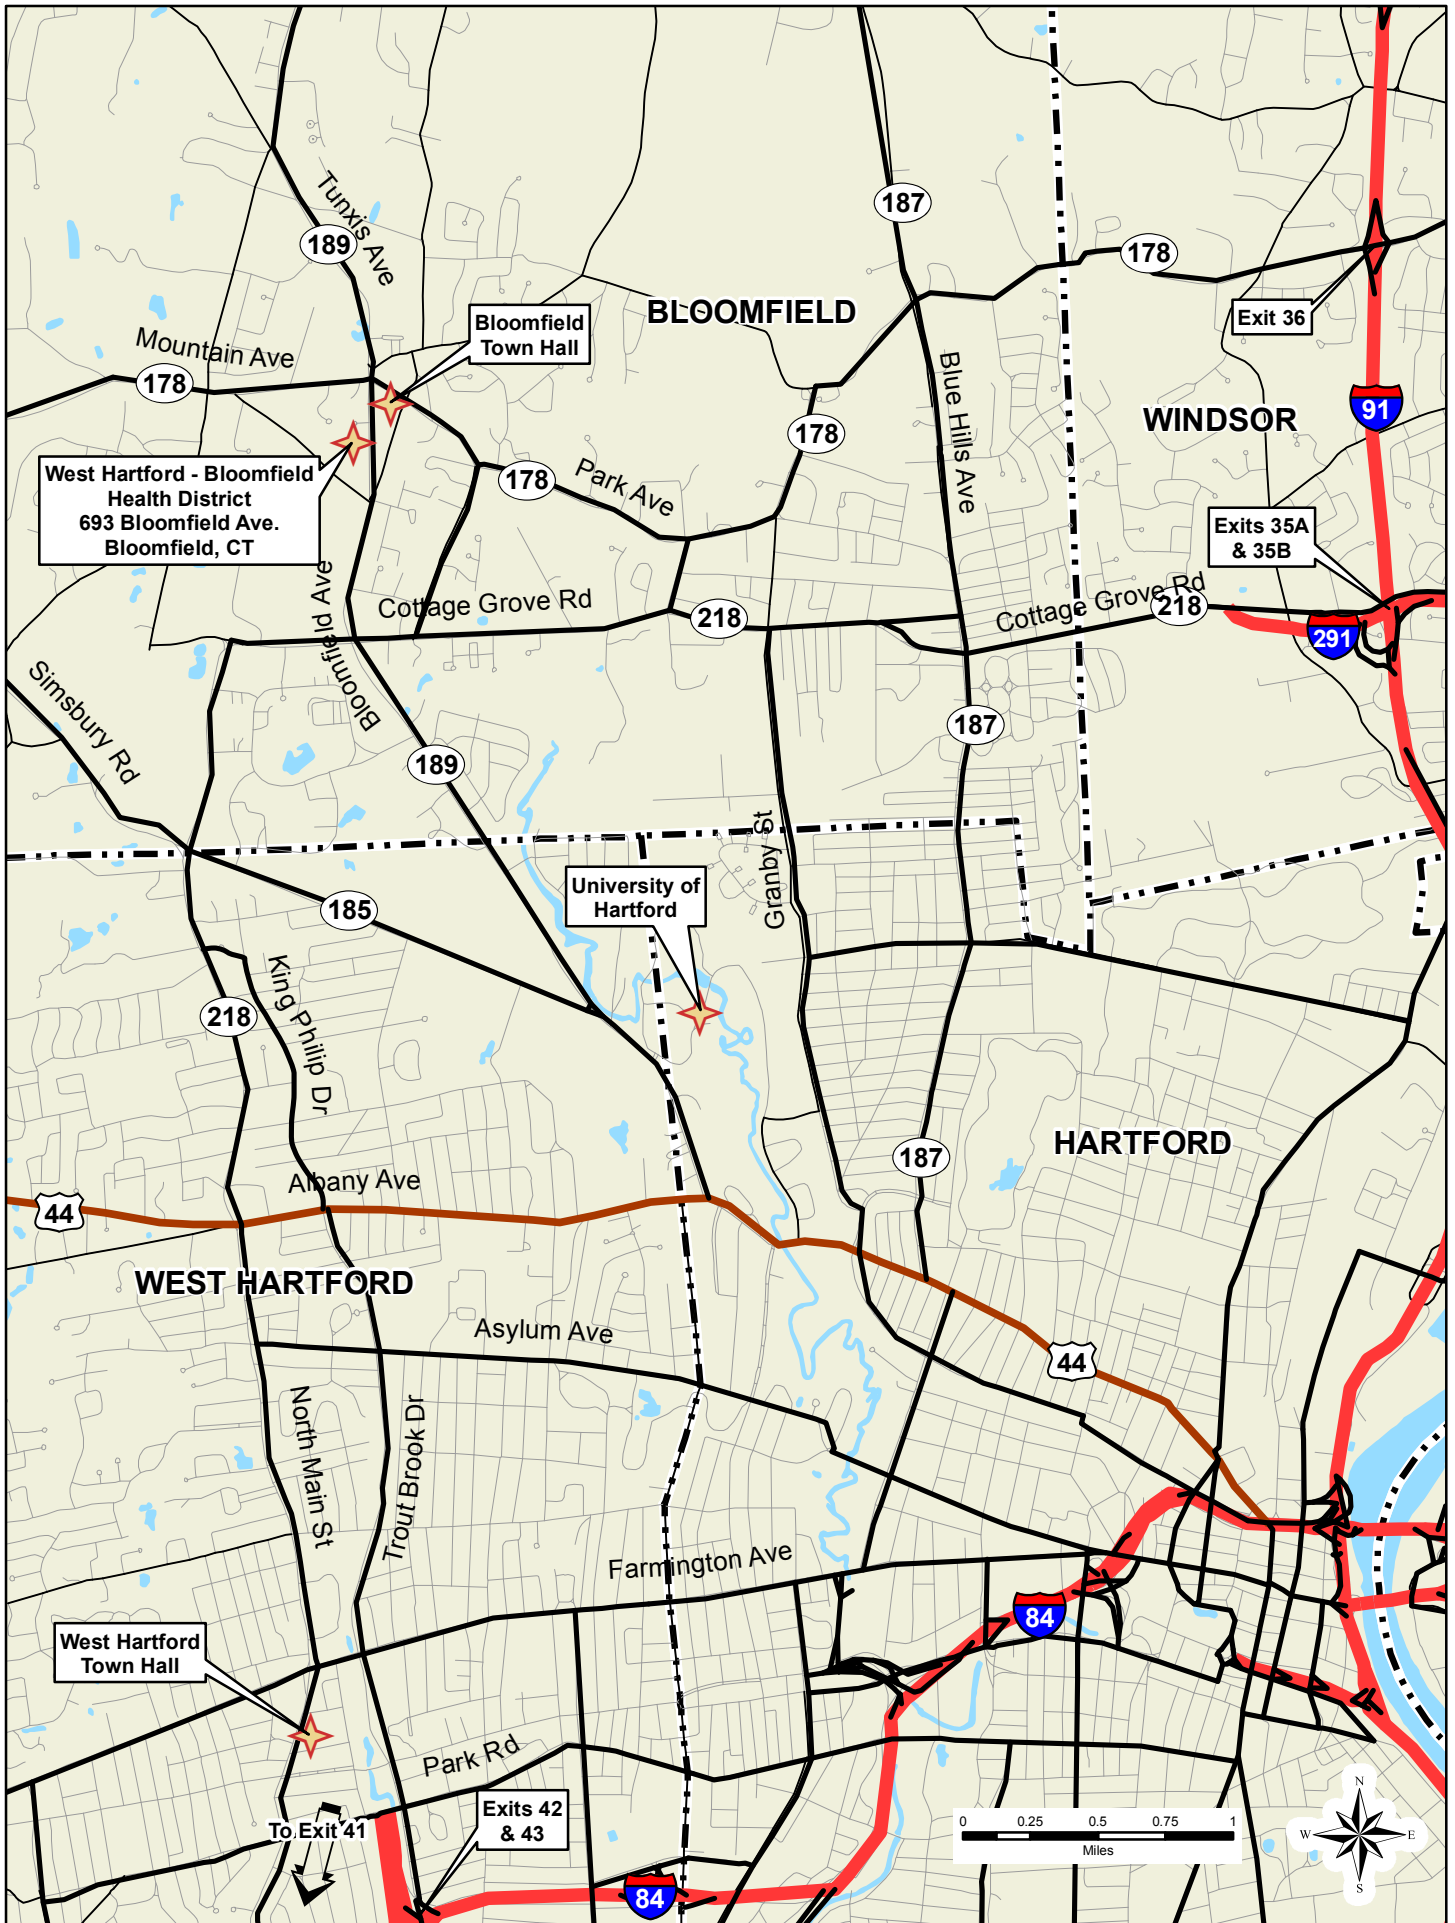 Tunxis Ave
187
189
178
BLOOMFIELD
Bloomfield
Town Hall
Exit 36
Mountain Ave
178
Blue Hills Ave
91
WINDSOR
178
West Hartford - Bloomfield
Health District
693 Bloomfield Ave.
Bloomfield, CT
178
Park Ave
Exits 35A
& 35B
Bloomfield Ave
Cottage Grove Rd
218
Cottage Grove Rd
218
291
Simsbury Rd
187
189
Granby St
University of
Hartford
185
King Philip Dr
218
HARTFORD
187
Albany Ave
44
WEST HARTFORD
Asylum Ave
44
North Main St
Trout Brook Dr
Farmington Ave
84
West Hartford
Town Hall
Park Rd
Exits 42
& 43
To Exit 41
0 0.25 0.5 0.75 1
Miles
N
W E
S
84